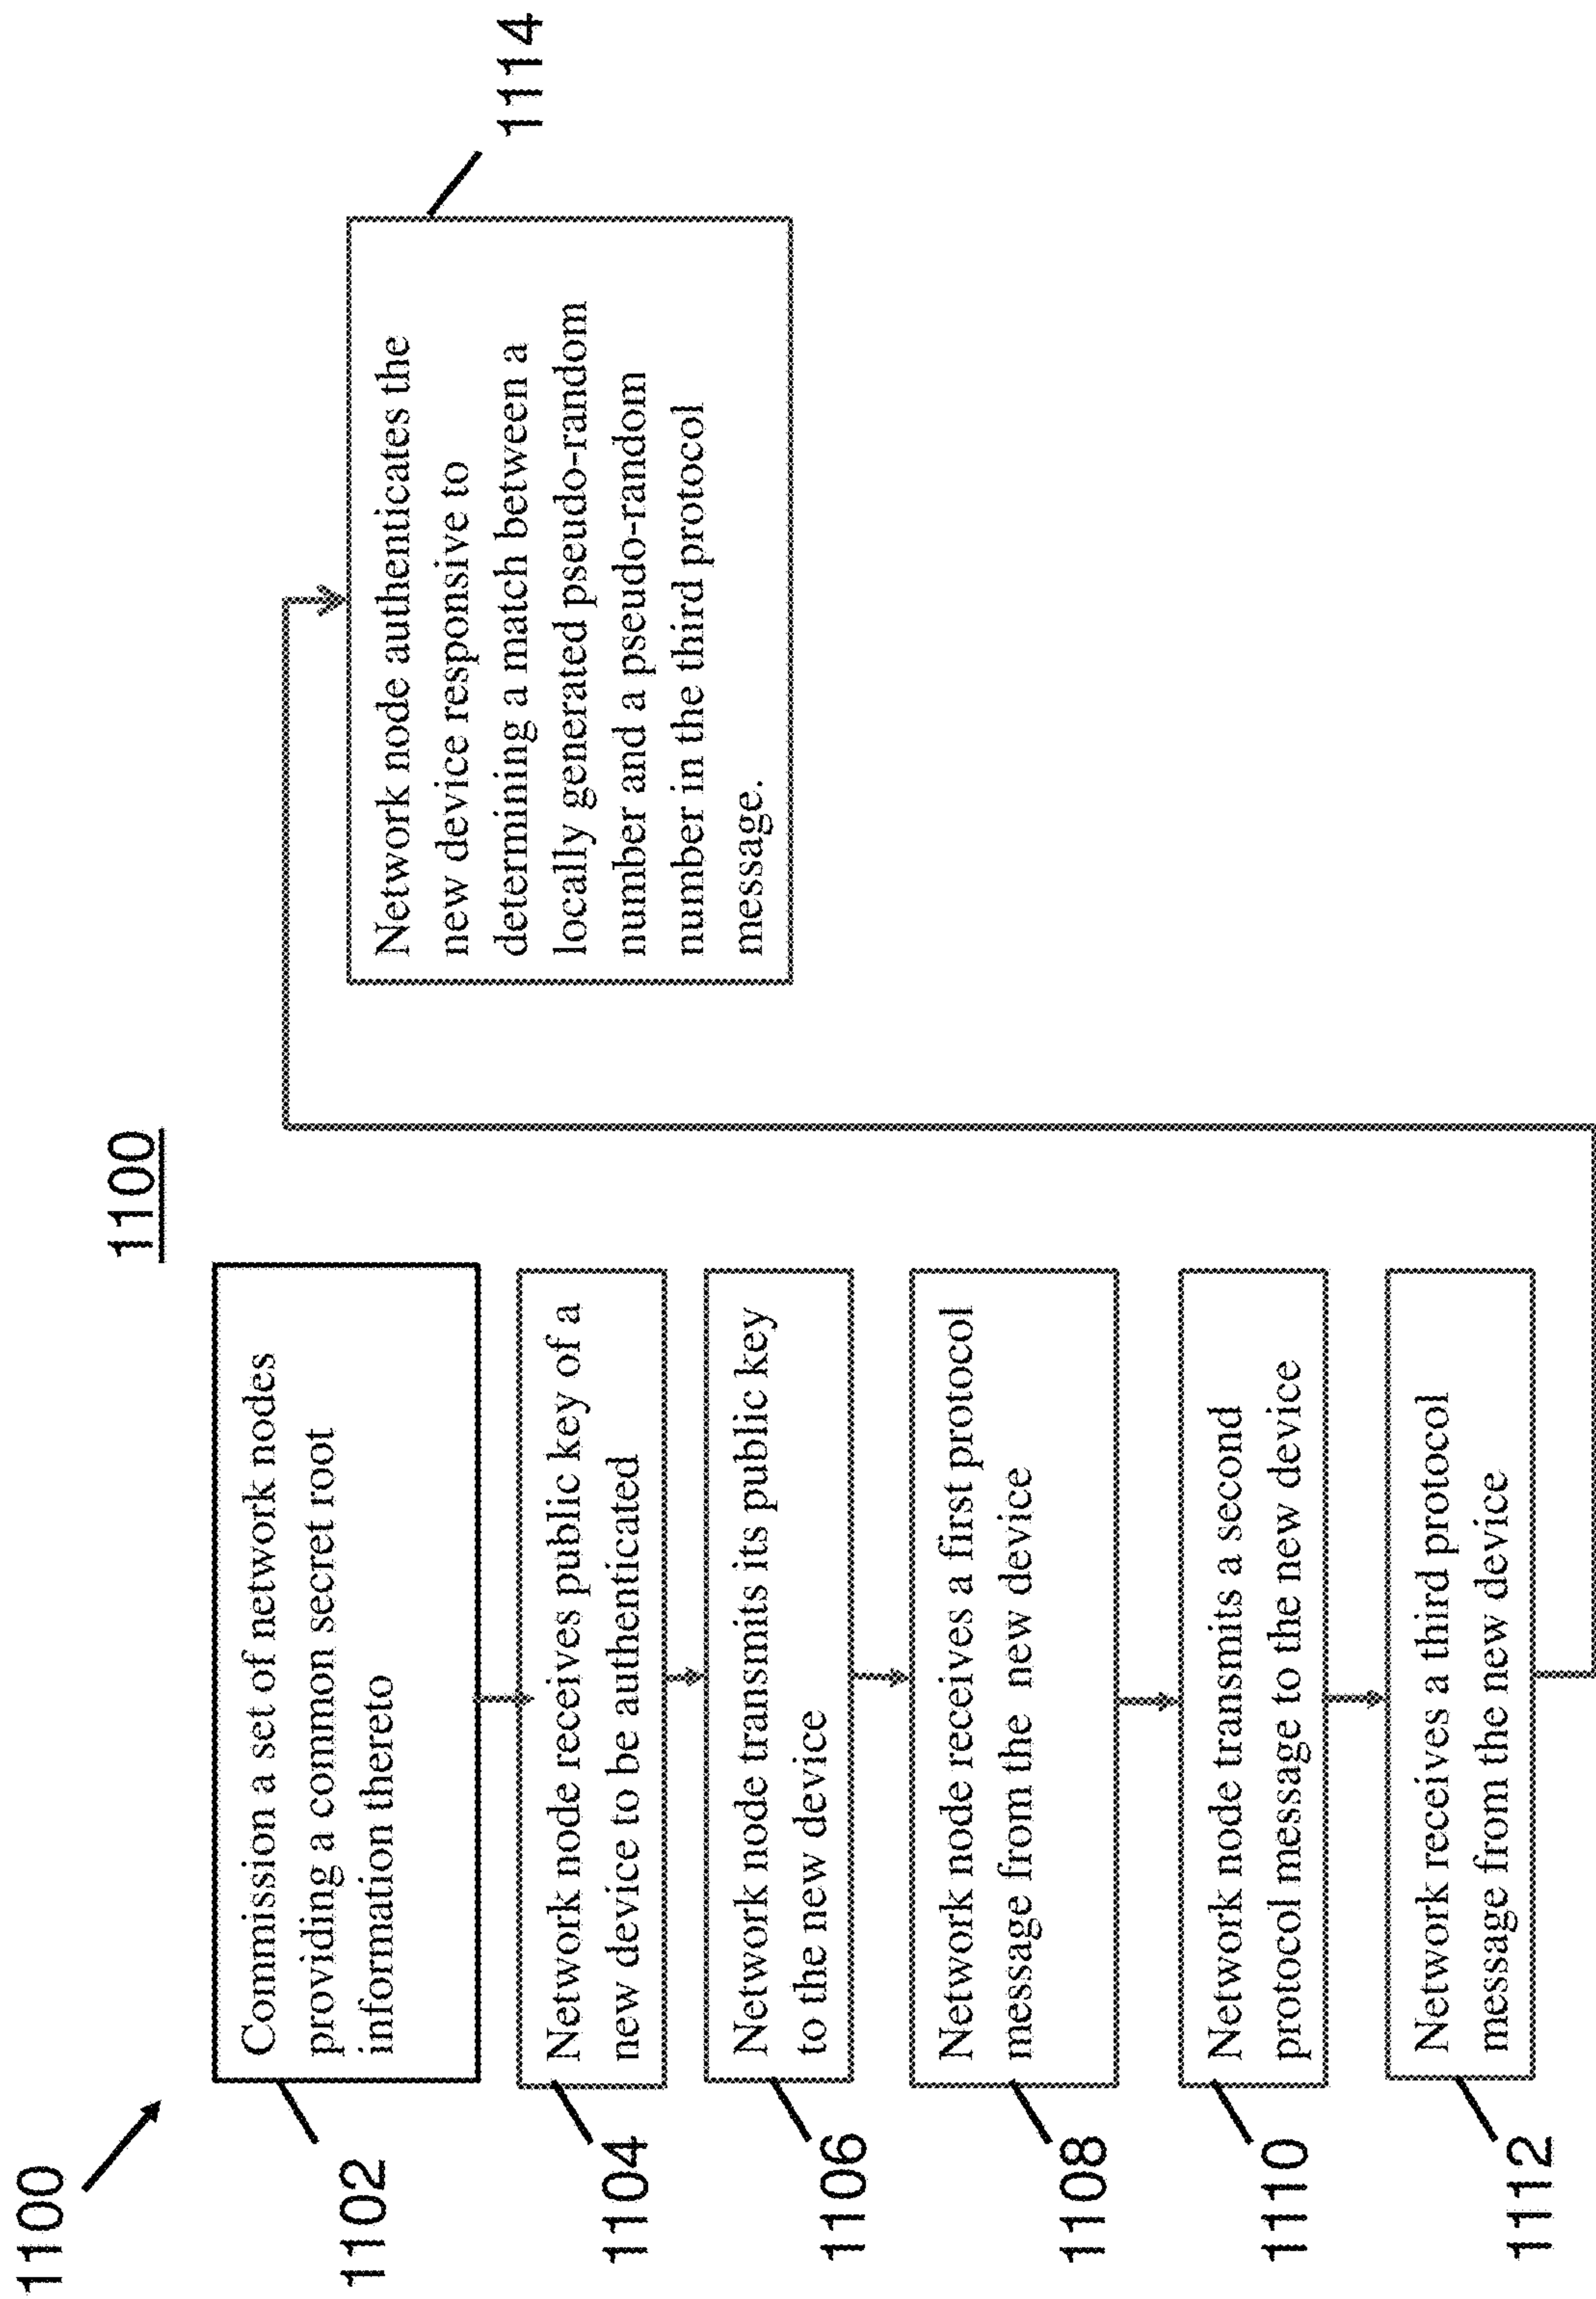 1100
1100
1102
Commission a set of network nodes
providing a common secret root
information thereto
1104
Network node receives public key of a
new device to be authenticated
1106
Network node transmits its public key
to the new device
1108
Network node receives a first protocol
message from the new device
1110
Network node transmits a second
protocol message to the new device
1112
Network receives a third protocol
message from the new device
1114
Network node authenticates the
new device responsive to
determining a match between a
locally generated pseudo-random
number and a pseudo-random
number in the third protocol
message.